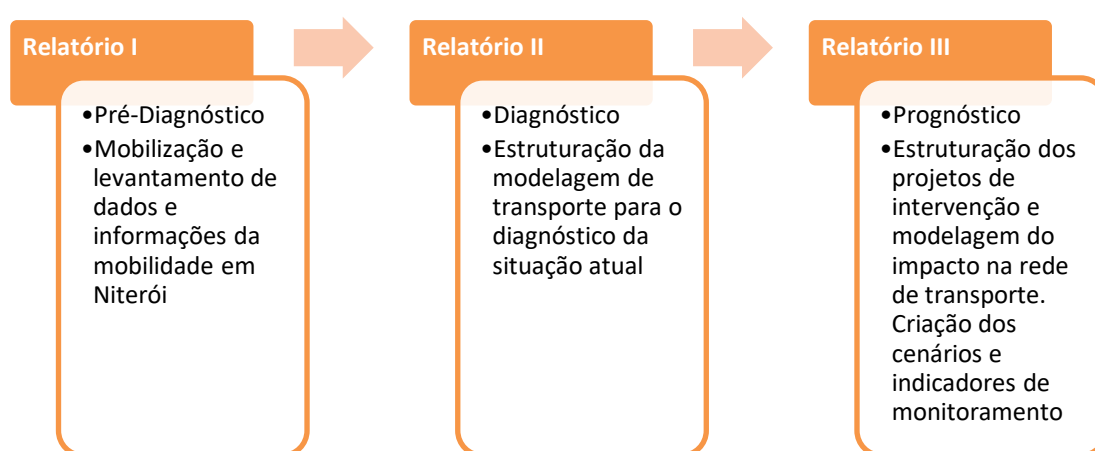 Relatório I
•Pré-Diagnóstico
•Mobilização e
levantamento de
dados e
informações da
mobilidade em
Niterói
Relatório II
•Diagnóstico
•Estruturação da
modelagem de
transporte para o
diagnóstico da
situação atual
Relatório III
•Prognóstico
•Estruturação dos
projetos de
intervenção e
modelagem do
impacto na rede
de transporte.
Criação dos
cenários e
indicadores de
monitoramento